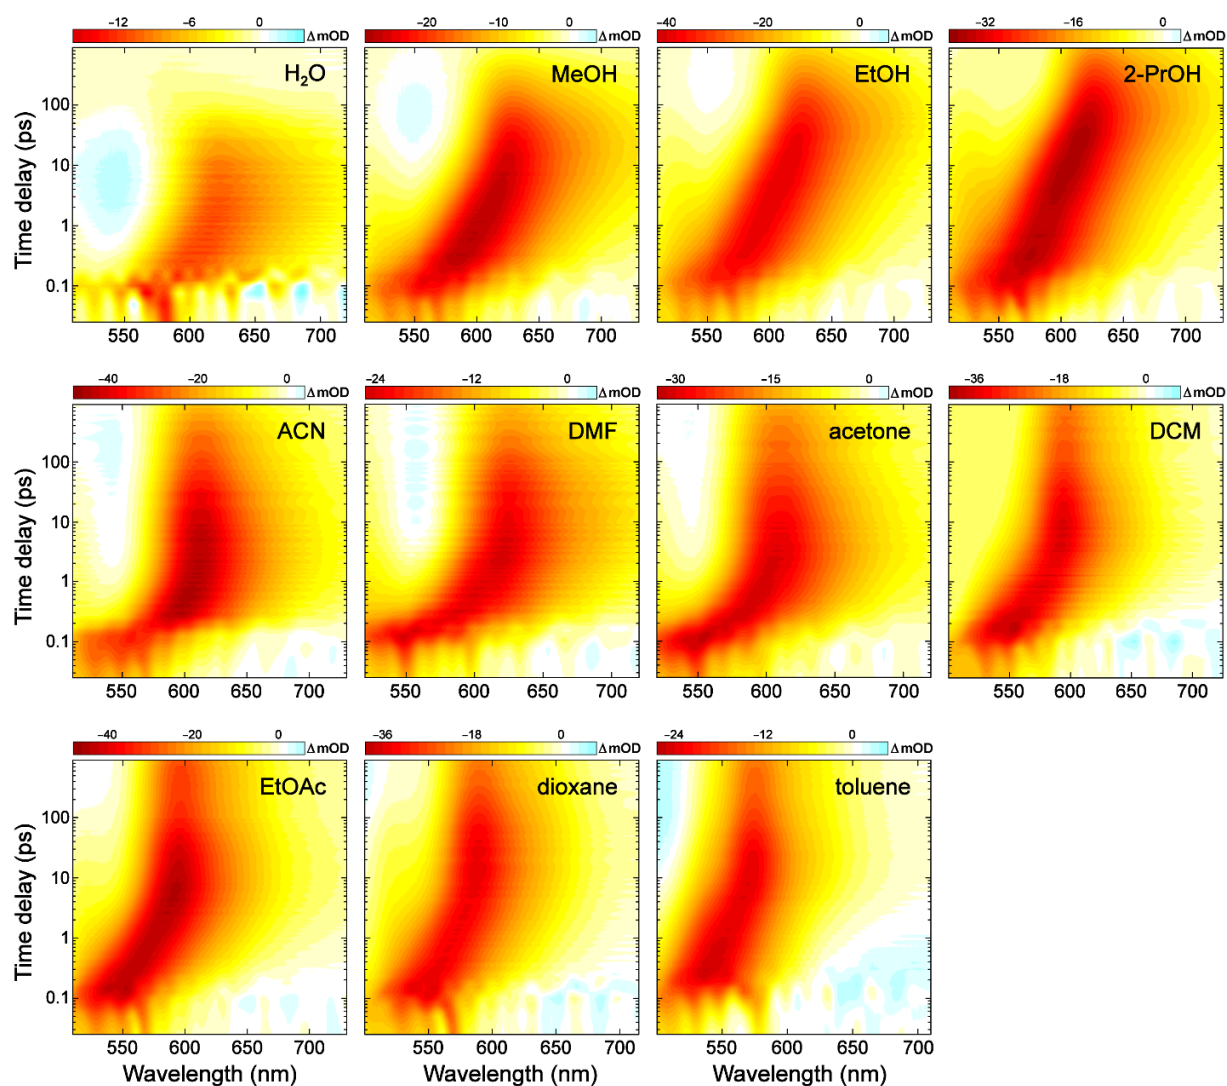 -12 -6 0 ΔmOD
-20 -10 0 ΔmOD
-40 -30 -20 -10 0 ΔmOD
-32 -16 0 ΔmOD
H₂O
MeOH
EtOH
2-PrOH
Time delay (ps)
100
10
1
0.1
550 600 650 700
550 600 650 700
550 600 650 700
550 600 650 700
-40 -20 0 ΔmOD
-24 -12 0 ΔmOD
-30 -15 0 ΔmOD
-36 -18 0 ΔmOD
ACN
DMF
acetone
DCM
Time delay (ps)
100
10
1
0.1
550 600 650 700
550 600 650 700
550 600 650 700
550 600 650 700
-40 -20 0 ΔmOD
-36 -18 0 ΔmOD
-24 -12 0 ΔmOD
EtOAc
dioxane
toluene
Time delay (ps)
100
10
1
0.1
550 600 650 700
550 600 650 700
550 600 650 700
Wavelength (nm)
Wavelength (nm)
Wavelength (nm)